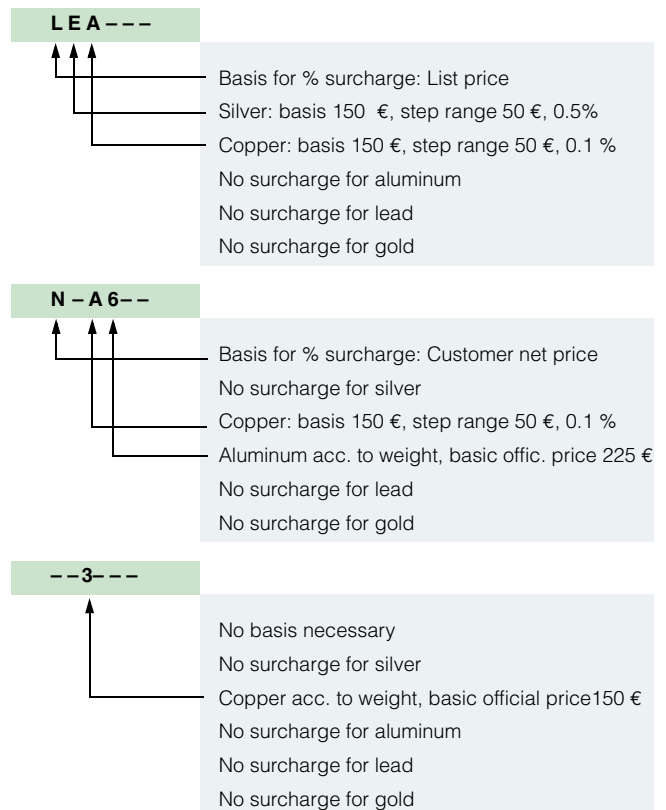 L E A – – –
Basis for % surcharge: List price
Silver: basis 150 €, step range 50 €, 0.5%
Copper: basis 150 €, step range 50 €, 0.1 %
No surcharge for aluminum
No surcharge for lead
No surcharge for gold
N – A 6 – –
Basis for % surcharge: Customer net price
No surcharge for silver
Copper: basis 150 €, step range 50 €, 0.1 %
Aluminum acc. to weight, basic offic. price 225 €
No surcharge for lead
No surcharge for gold
– – 3 – – –
No basis necessary
No surcharge for silver
Copper acc. to weight, basic official price150 €
No surcharge for aluminum
No surcharge for lead
No surcharge for gold